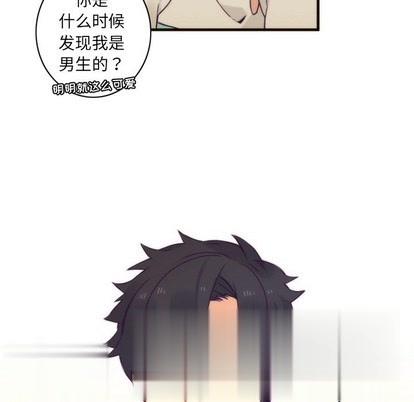 你是
什么时候
发现我是
男生的？
明明就这么可爱